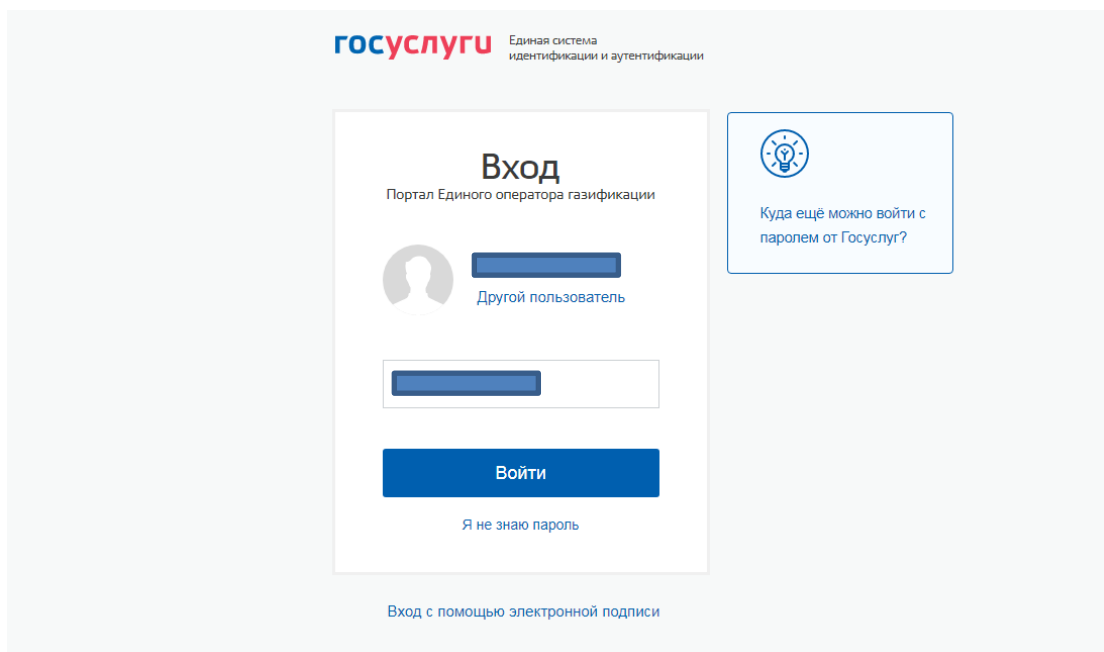 госуслуги
Единая система
идентификации и аутентификации
Вход
Портал Единого оператора газификации
Другой пользователь
Войти
Я не знаю пароль
Вход с помощью электронной подписи
Куда ещё можно войти с
паролем от Госуслуг?